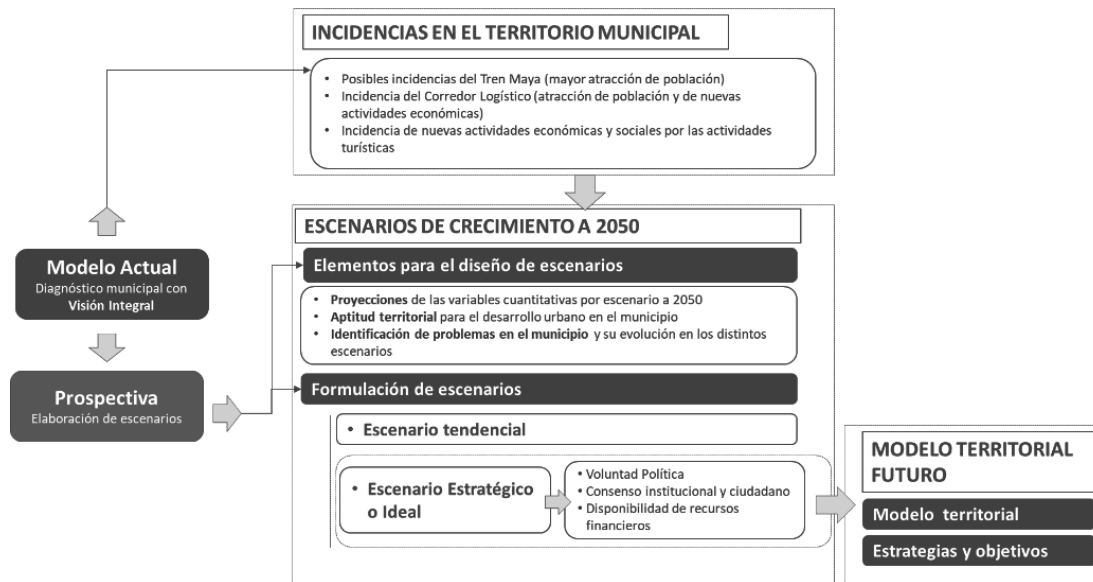 INCIDENCIAS EN EL TERRITORIO MUNICIPAL
• Posibles incidencias del Tren Maya (mayor atracción de población)
• Incidencia del Corredor Logístico (atracción de población y de nuevas
actividades económicas)
• Incidencia de nuevas actividades económicas y sociales por las actividades
turísticas
Modelo Actual
Diagnóstico municipal con
Visión Integral
Prospectiva
Elaboración de escenarios
ESCENARIOS DE CRECIMIENTO A 2050
Elementos para el diseño de escenarios
• Proyecciones de las variables cuantitativas por escenario a 2050
• Aptitud territorial para el desarrollo urbano en el municipio
• Identificación de problemas en el municipio y su evolución en los distintos
escenarios
Formulación de escenarios
• Escenario tendencial
• Escenario Estratégico
o Ideal
• Voluntad Política
• Consenso institucional y ciudadano
• Disponibilidad de recursos
financieros
MODELO TERRITORIAL
FUTURO
Modelo territorial
Estrategias y objetivos